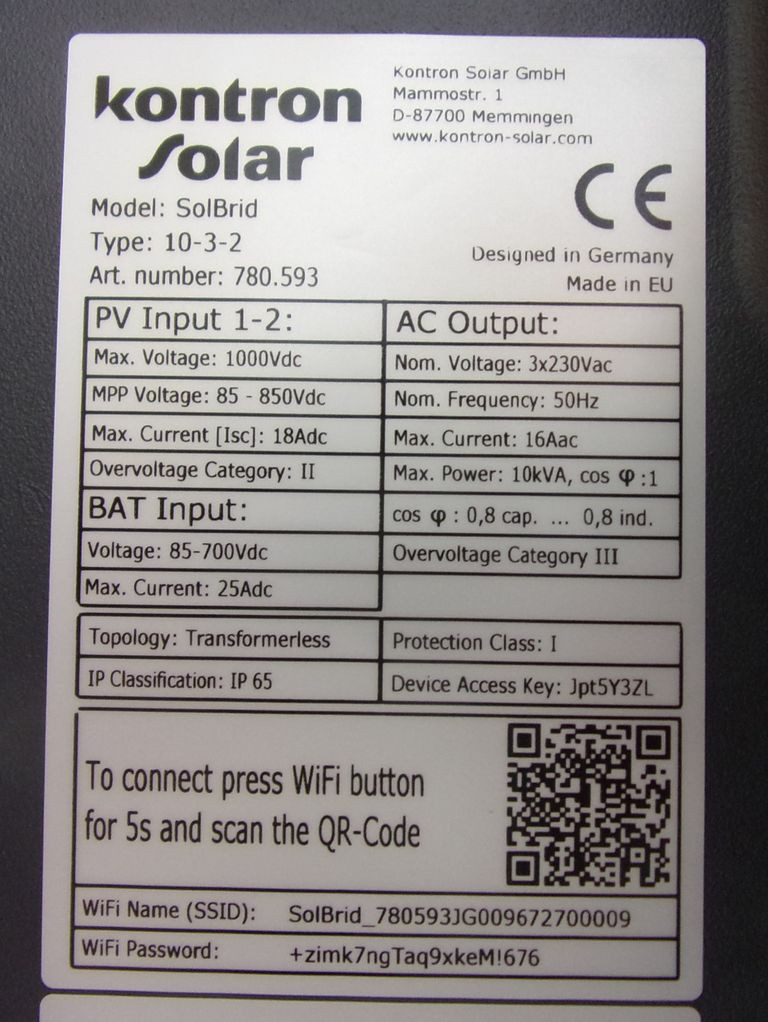 kontron
solar
Kontron Solar GmbH
Mammostr. 1
D-87700 Memmingen
www.kontron-solar.com
CE
Model: SolBrid
Type: 10-3-2
Art. number: 780.593
Designed in Germany
Made in EU
PV Input 1-2:
Max. Voltage: 1000Vdc
MPP Voltage: 85 - 850Vdc
Max. Current [Isc]: 18Adc
Overvoltage Category: II
BAT Input:
Voltage: 85-700Vdc
Max. Current: 25Adc
AC Output:
Nom. Voltage: 3x230Vac
Nom. Frequency: 50Hz
Max. Current: 16Aac
Max. Power: 10kVA, cos φ :1
cos φ : 0,8 cap. ... 0,8 ind.
Overvoltage Category III
Topology: Transformerless
Protection Class: I
IP Classification: IP 65
Device Access Key: Jpt5Y3ZL
To connect press WiFi button
for 5s and scan the QR-Code
WiFi Name (SSID): SolBrid_780593JG009672700009
WiFi Password: +zimk7ngTaq9xkeM!676